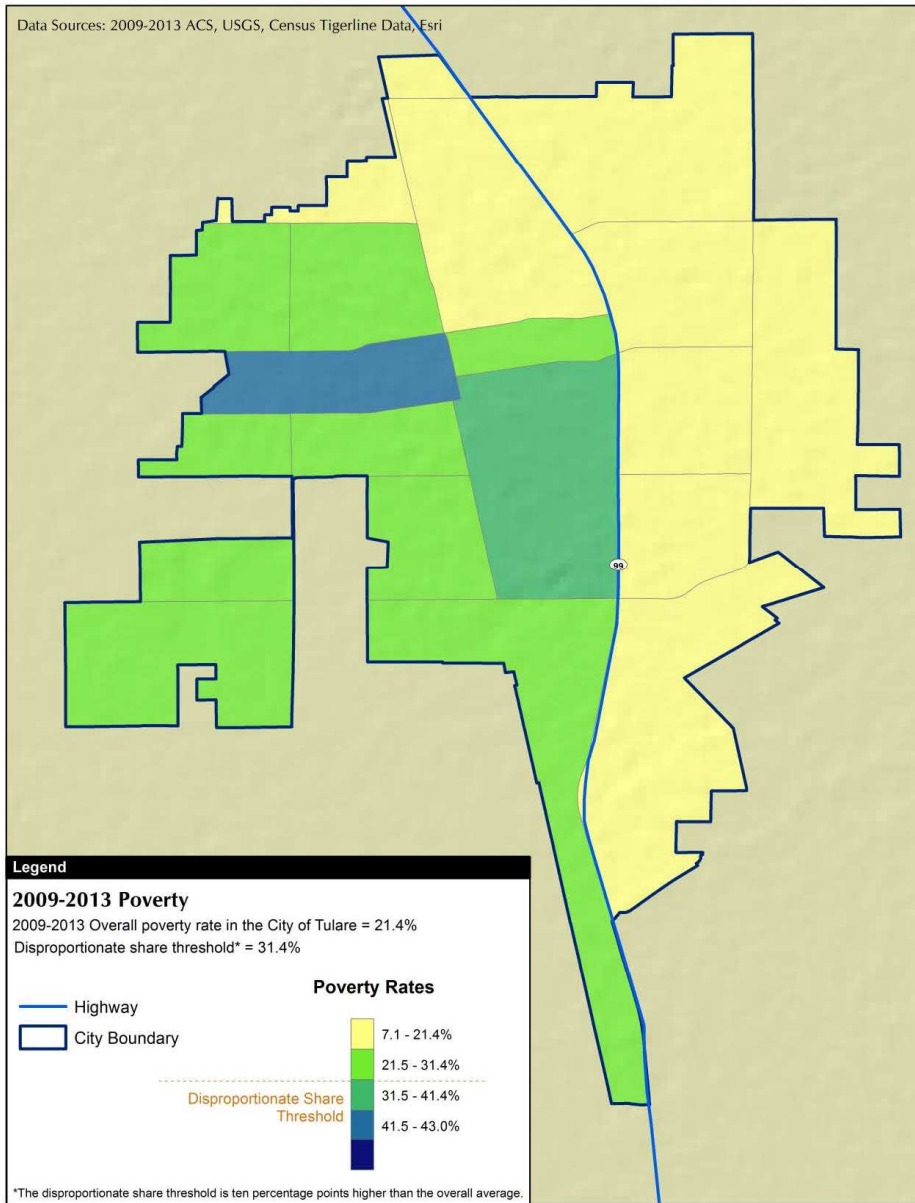 Data Sources: 2009-2013 ACS, USGS, Census Tigerline Data, Esri
99
Legend
2009-2013 Poverty
2009-2013 Overall poverty rate in the City of Tulare = 21.4%
Disproportionate share threshold* = 31.4%
Highway
City Boundary
Poverty Rates
7.1 - 21.4%
21.5 - 31.4%
Disproportionate Share
Threshold
31.5 - 41.4%
41.5 - 43.0%
*The disproportionate share threshold is ten percentage points higher than the overall average.